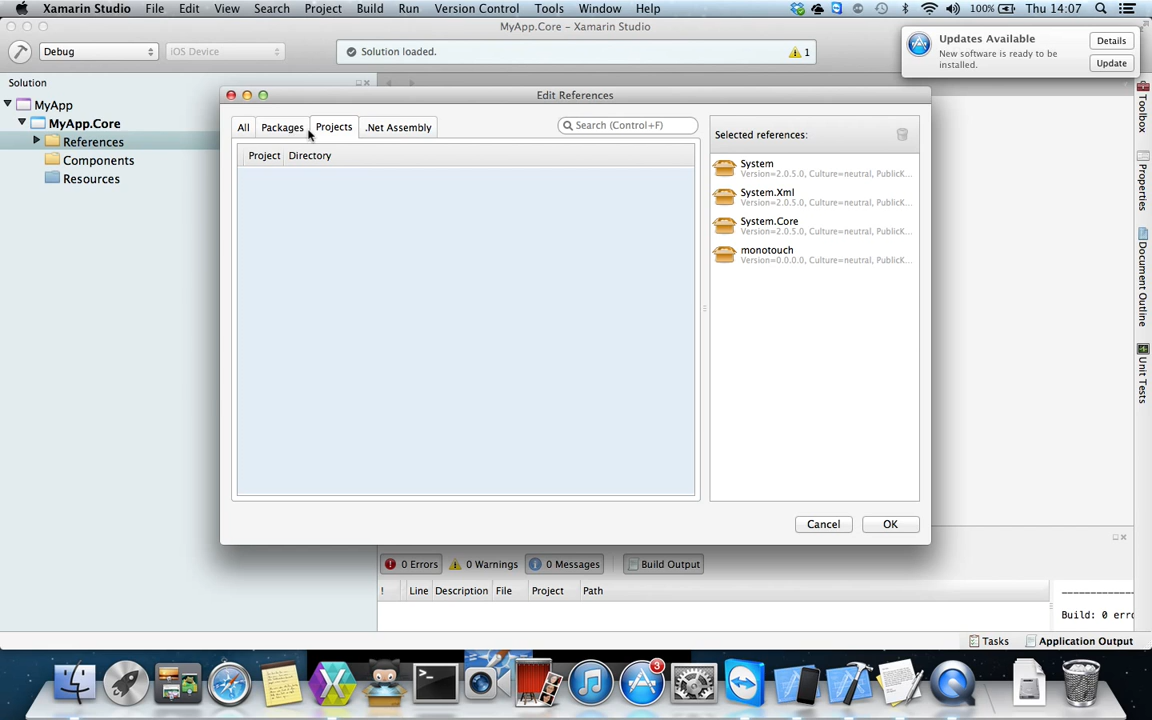 Xamarin Studio File Edit View Search Project Build Run Version Control Tools Window Help 100% Thu 14:07
MyApp.Core – Xamarin Studio
Debug iOS Device Solution loaded. 1
Updates Available
New software is ready to be
installed.
Details
Update
Solution
MyApp
MyApp.Core
References
Components
Resources
Edit References
All Packages Projects .Net Assembly Search (Control+F)
Project Directory
Selected references:
System
Version=2.0.5.0, Culture=neutral, PublicK...
System.Xml
Version=2.0.5.0, Culture=neutral, PublicK...
System.Core
Version=2.0.5.0, Culture=neutral, PublicK...
monotouch
Version=0.0.0.0, Culture=neutral, PublicK...
Cancel OK
Toolbox
Properties
Document Outline
Unit Tests
0 Errors 0 Warnings 0 Messages Build Output
! Line Description File Project Path
--------------------
Build: 0 erro
Tasks Application Output
3